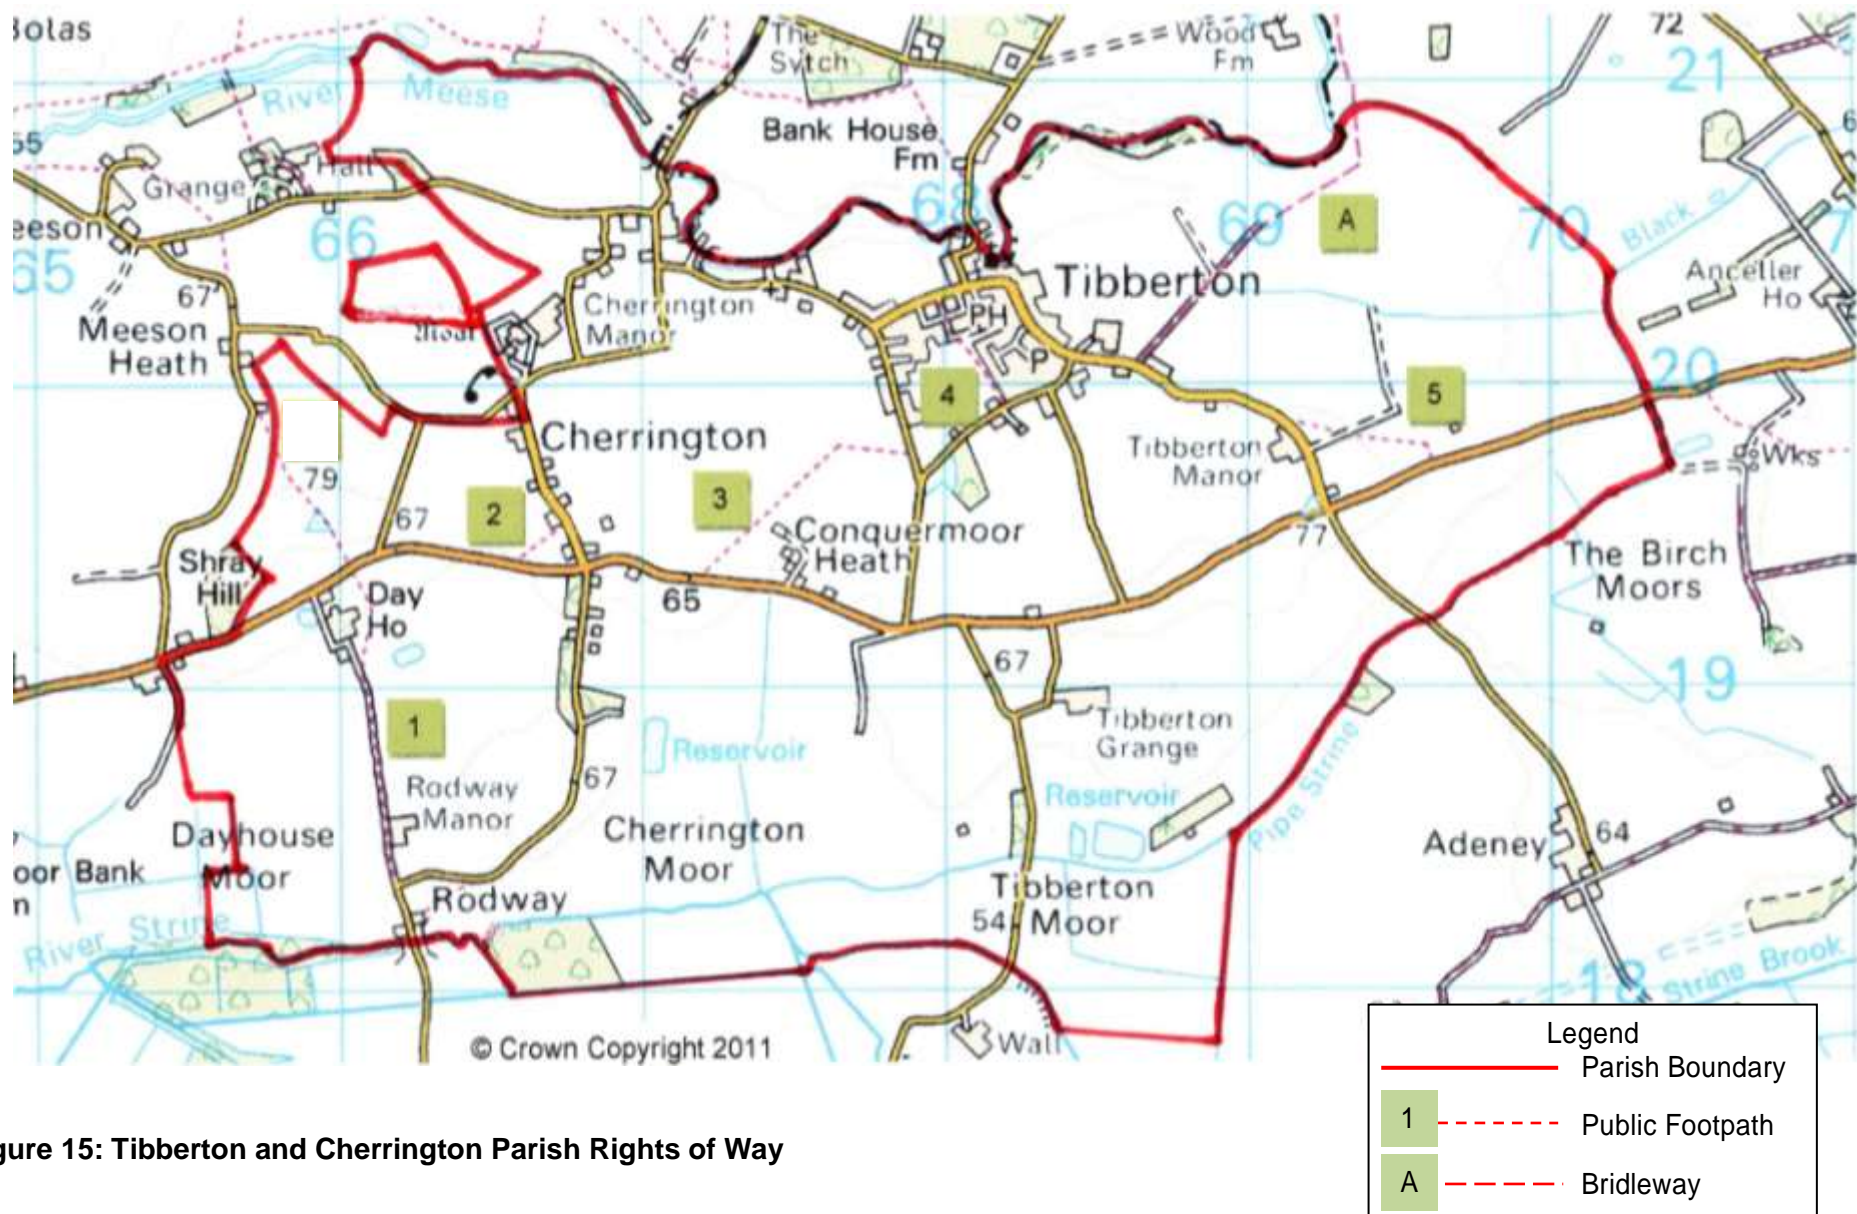 Bolas
The
Sytch
Wood
Fm
72
21
River Meese
55
Bank House
Fm
Hall
Grange
68
69
A
70
Black
eeson
65
66
Tibberton
Anceller
Ho
7
67
Cherrington
Manor
PH
Meeson
Heath
Moat
P
20
4
5
Cherrington
Tibberton
Manor
Wks
79
3
2
67
Conquermoor
Heath
77
Shray
Hill
Day
Ho
65
The Birch
Moors
67
19
1
Tibberton
Grange
Reservoir
Rodway
Manor
67
Reservoir
Pipe Strine
Dayhouse
Moor
Cherrington
Moor
Adeney
64
oor Bank
m
Rodway
Tibberton
Moor
54
River Strine
18
Strine Brook
Wall
© Crown Copyright 2011
Legend
Parish Boundary
1
Public Footpath
A
Bridleway
gure 15: Tibberton and Cherrington Parish Rights of Way